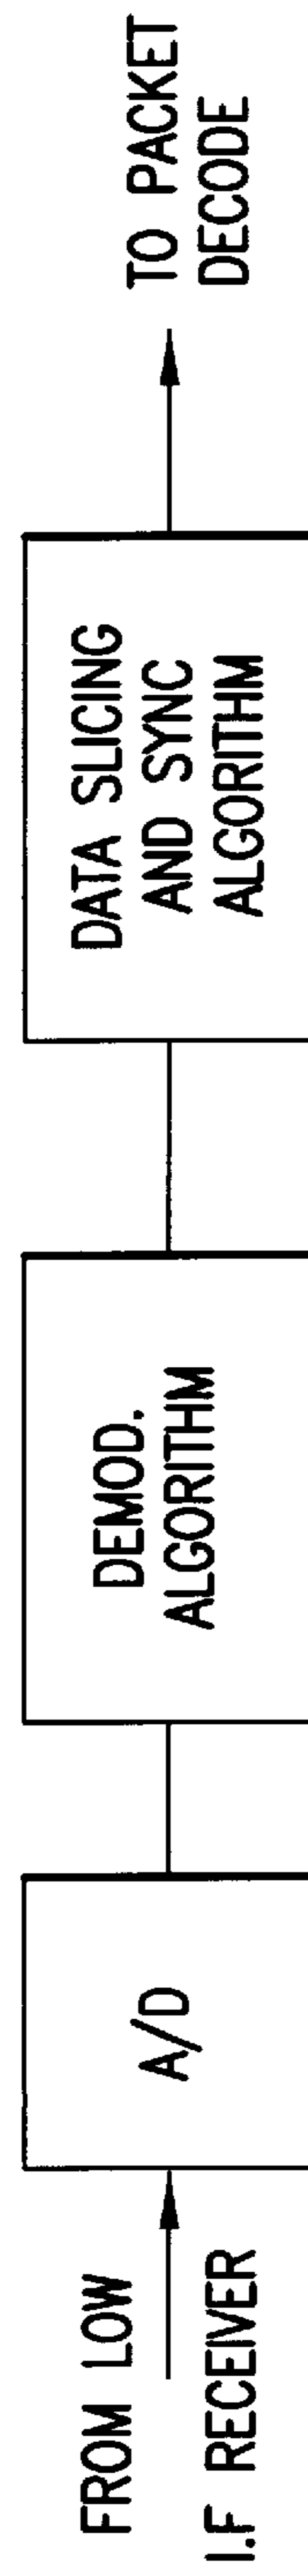 FROM LOW
I.F RECEIVER
A/D
DEMOD.
ALGORITHM
DATA SLICING
AND SYNC
ALGORITHM
TO PACKET
DECODE